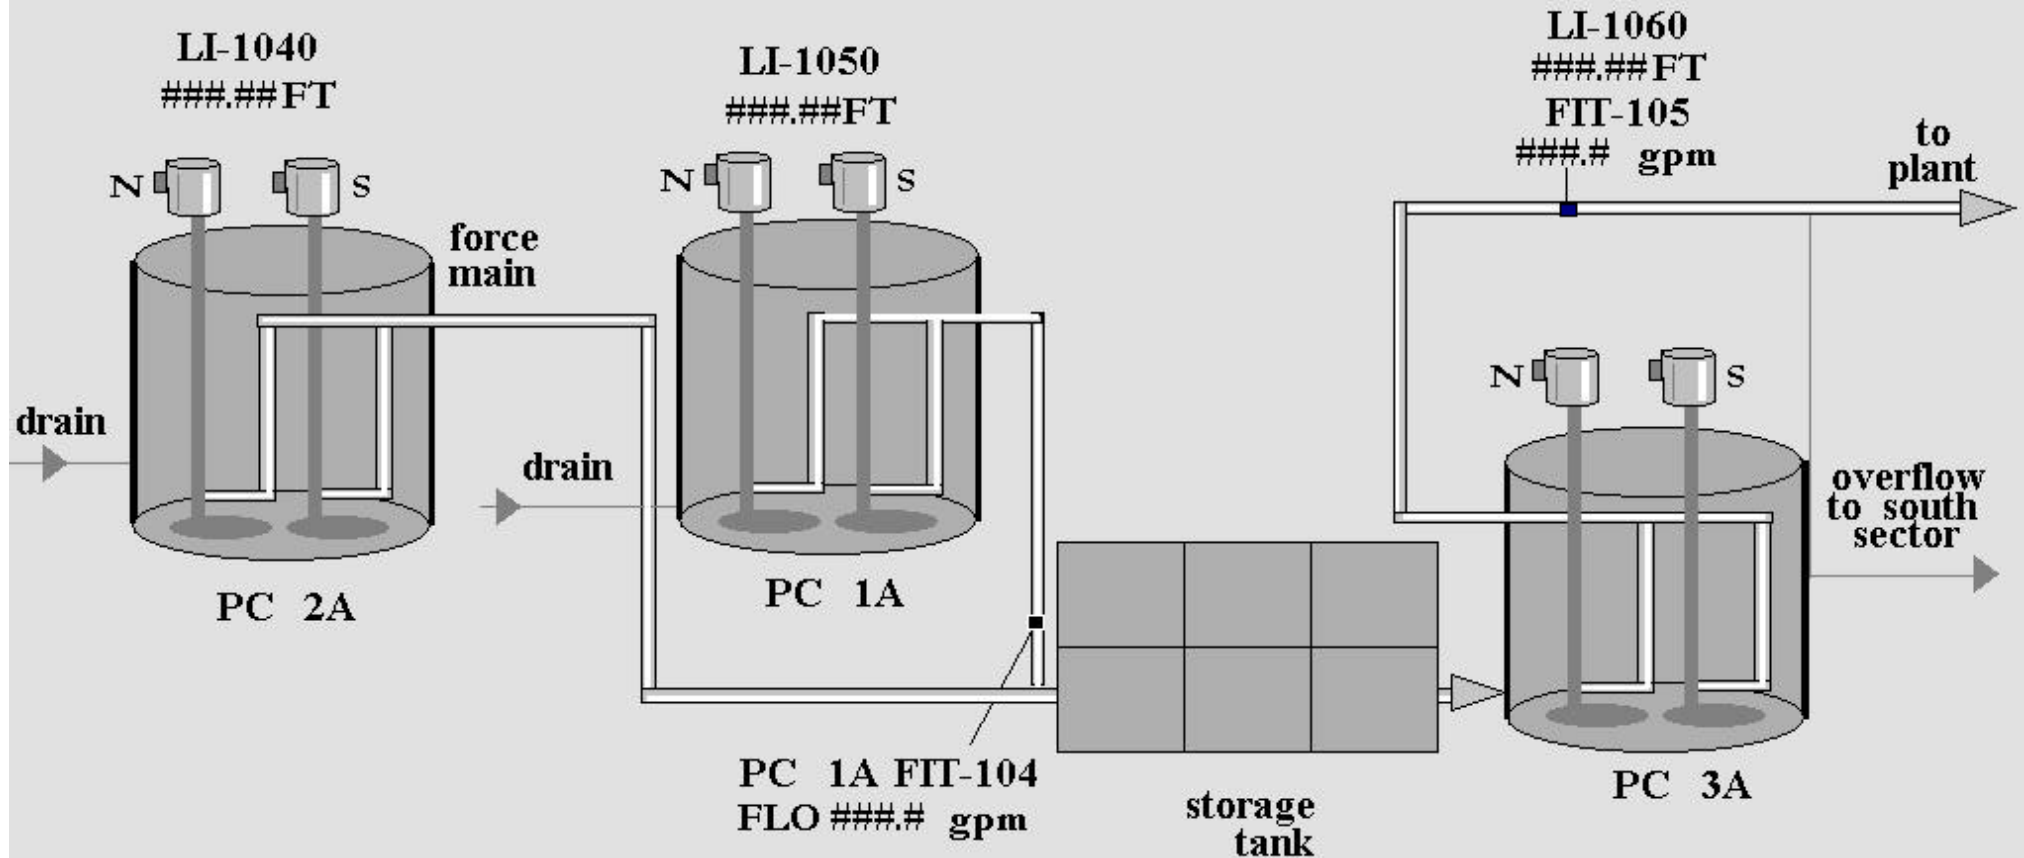 LI-1040
###.## FT
N
S
force
main
drain
PC 2A
LI-1050
###.##FT
N
S
drain
PC 1A
PC 1A FIT-104
FLO ###.# gpm
storage
tank
LI-1060
###.## FT
FIT-105
###.# gpm
to
plant
N
S
overflow
to south
sector
PC 3A